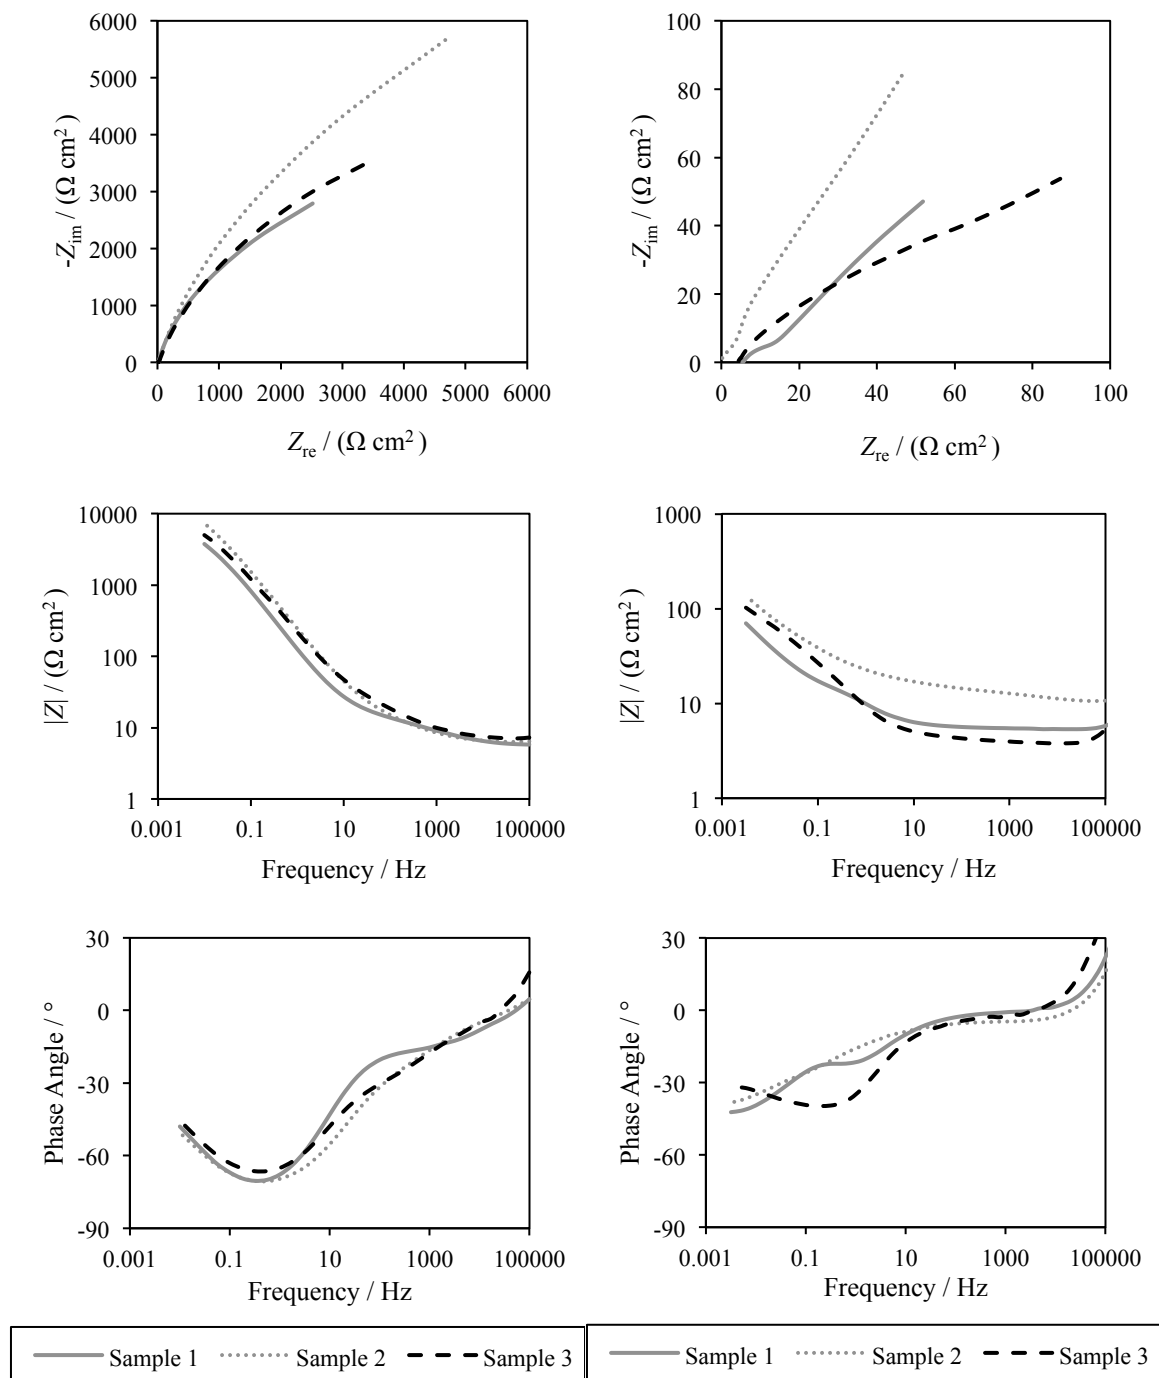 6000
5000
4000
3000
2000
1000
0
-Zim / (Ω cm²)
0 1000 2000 3000 4000 5000 6000
Zre / (Ω cm²)
100
80
60
40
20
0
-Zim / (Ω cm²)
0 20 40 60 80 100
Zre / (Ω cm²)
10000
1000
100
10
1
|Z| / (Ω cm²)
0.001 0.1 10 1000 100000
Frequency / Hz
1000
100
10
1
|Z| / (Ω cm²)
0.001 0.1 10 1000 100000
Frequency / Hz
30
0
-30
-60
-90
Phase Angle / °
0.001 0.1 10 1000 100000
Frequency / Hz
30
0
-30
-60
-90
Phase Angle / °
0.001 0.1 10 1000 100000
Frequency / Hz
Sample 1 Sample 2 Sample 3
Sample 1 Sample 2 Sample 3